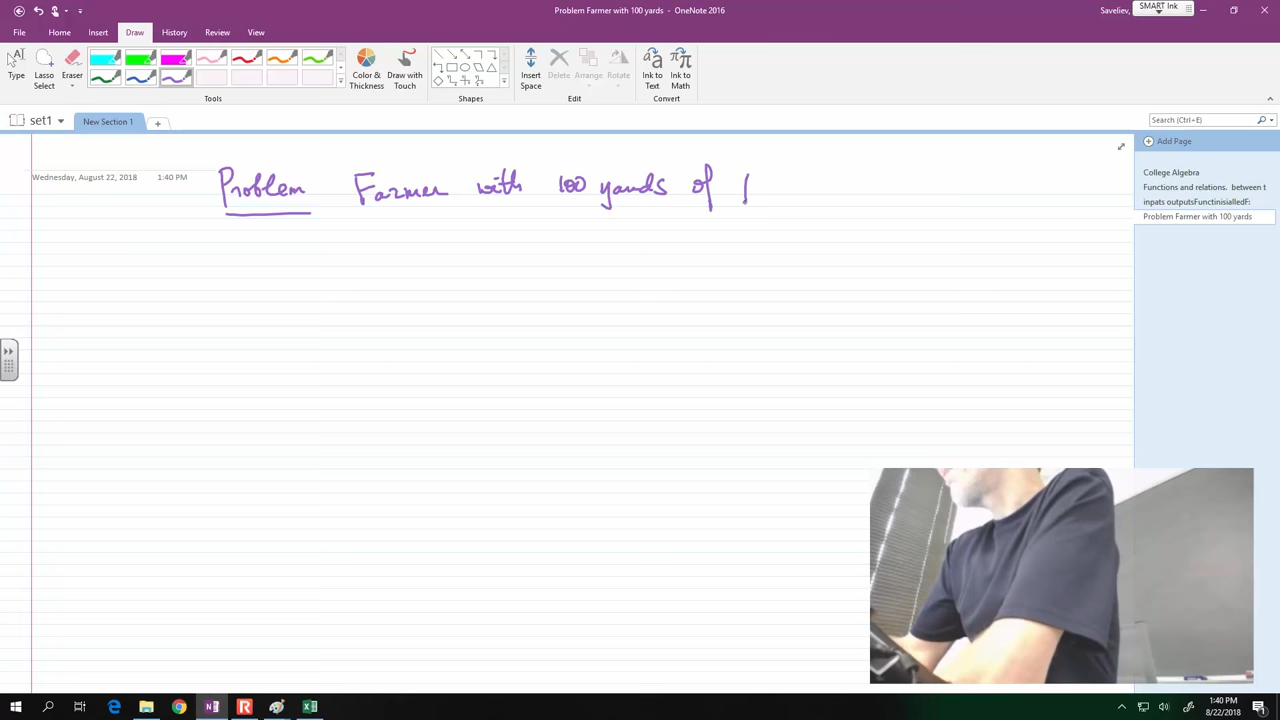 Problem Farmer with 100 yards - OneNote 2016
Saveliev,
SMART Ink
File Home Insert Draw History Review View
Type
Lasso Select
Eraser
Color & Thickness
Draw with Touch
Insert Space
Delete
Arrange
Rotate
Ink to Text
Ink to Math
Tools Shapes Edit Convert
set1
New Section 1
Search (Ctrl+E)
Add Page
Wednesday, August 22, 2018 1:40 PM
Problem Farmer with 100 yards of
College Algebra
Functions and relations. between t
inpats outputsFunctinisialledF:
Problem Farmer with 100 yards
1:40 PM
8/22/2018